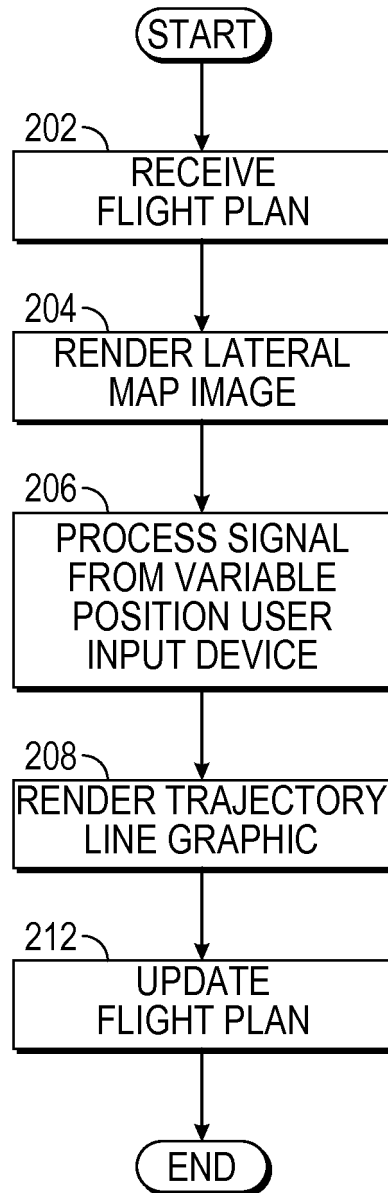 START
202
RECEIVE
FLIGHT PLAN
204
RENDER LATERAL
MAP IMAGE
206
PROCESS SIGNAL
FROM VARIABLE
POSITION USER
INPUT DEVICE
208
RENDER TRAJECTORY
LINE GRAPHIC
212
UPDATE
FLIGHT PLAN
END